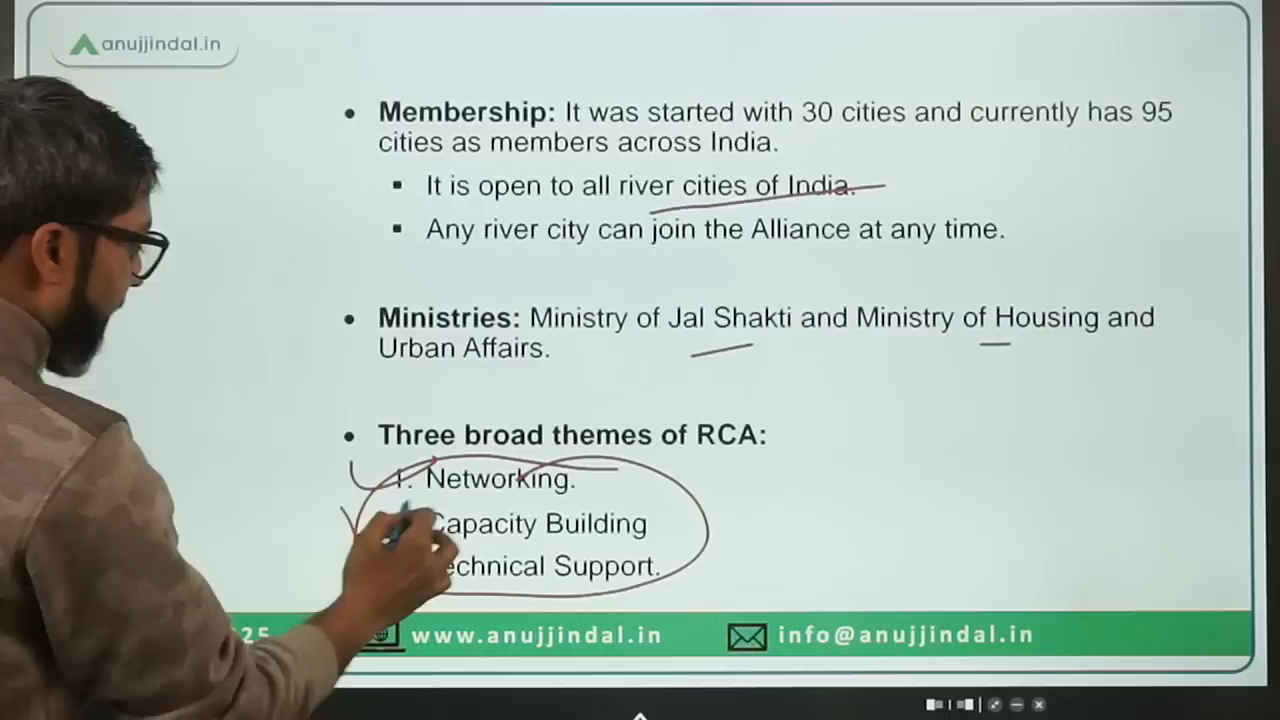 anujjindal.in
• Membership: It was started with 30 cities and currently has 95
cities as members across India.
▪ It is open to all river cities of India.
▪ Any river city can join the Alliance at any time.
• Ministries: Ministry of Jal Shakti and Ministry of Housing and
Urban Affairs.
• Three broad themes of RCA:
1. Networking.
Capacity Building
Technical Support.
25 www.anujjindal.in info@anujjindal.in